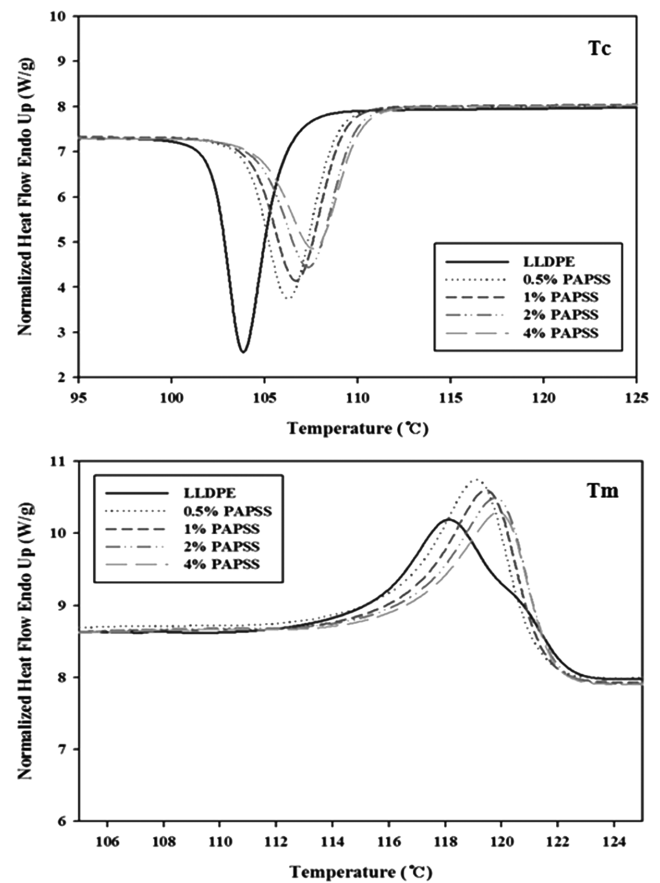 10
9
8
7
6
5
4
3
2
Normalized Heat Flow Endo Up (W/g)
Tc
LLDPE
0.5% PAPSS
1% PAPSS
2% PAPSS
4% PAPSS
95 100 105 110 115 120 125
Temperature (℃)
11
10
9
8
7
6
Normalized Heat Flow Endo Up (W/g)
LLDPE
0.5% PAPSS
1% PAPSS
2% PAPSS
4% PAPSS
Tm
106 108 110 112 114 116 118 120 122 124
Temperature (℃)